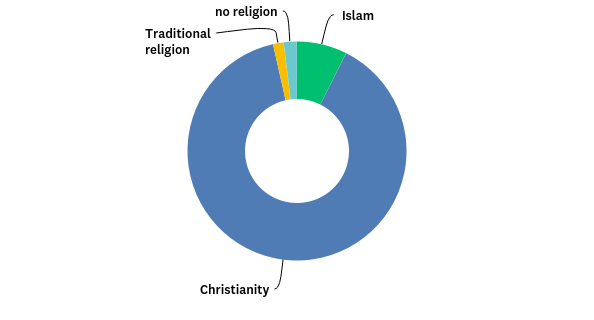 no religion
Islam
Traditional
religion
Christianity